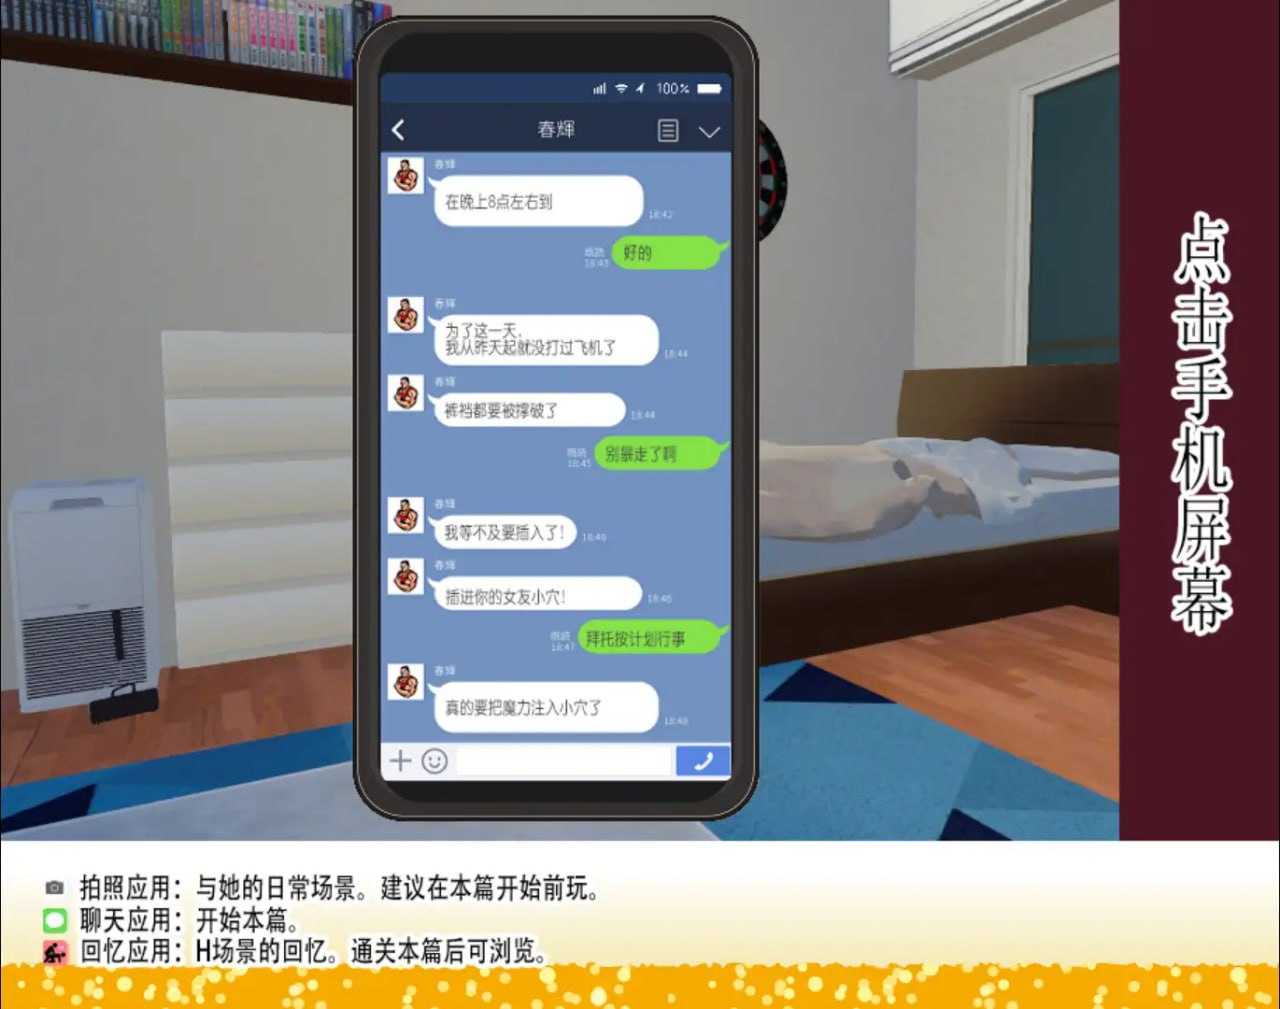 100%
春輝
春輝
在晚上8点左右到
18:42
既読
18:43
好的
春輝
为了这一天，
我从昨天起就没打过飞机了
18:44
春輝
裤裆都要被撑破了
18:44
既読
18:45
别暴走了啊
春輝
我等不及要插入了！
18:46
春輝
插进你的女友小穴！
18:46
既読
18:47
拜托按计划行事
春輝
真的要把魔力注入小穴了
18:48
点击手机屏幕
拍照应用：与她的日常场景。建议在本篇开始前玩。
聊天应用：开始本篇。
回忆应用：H场景的回忆。通关本篇后可浏览。